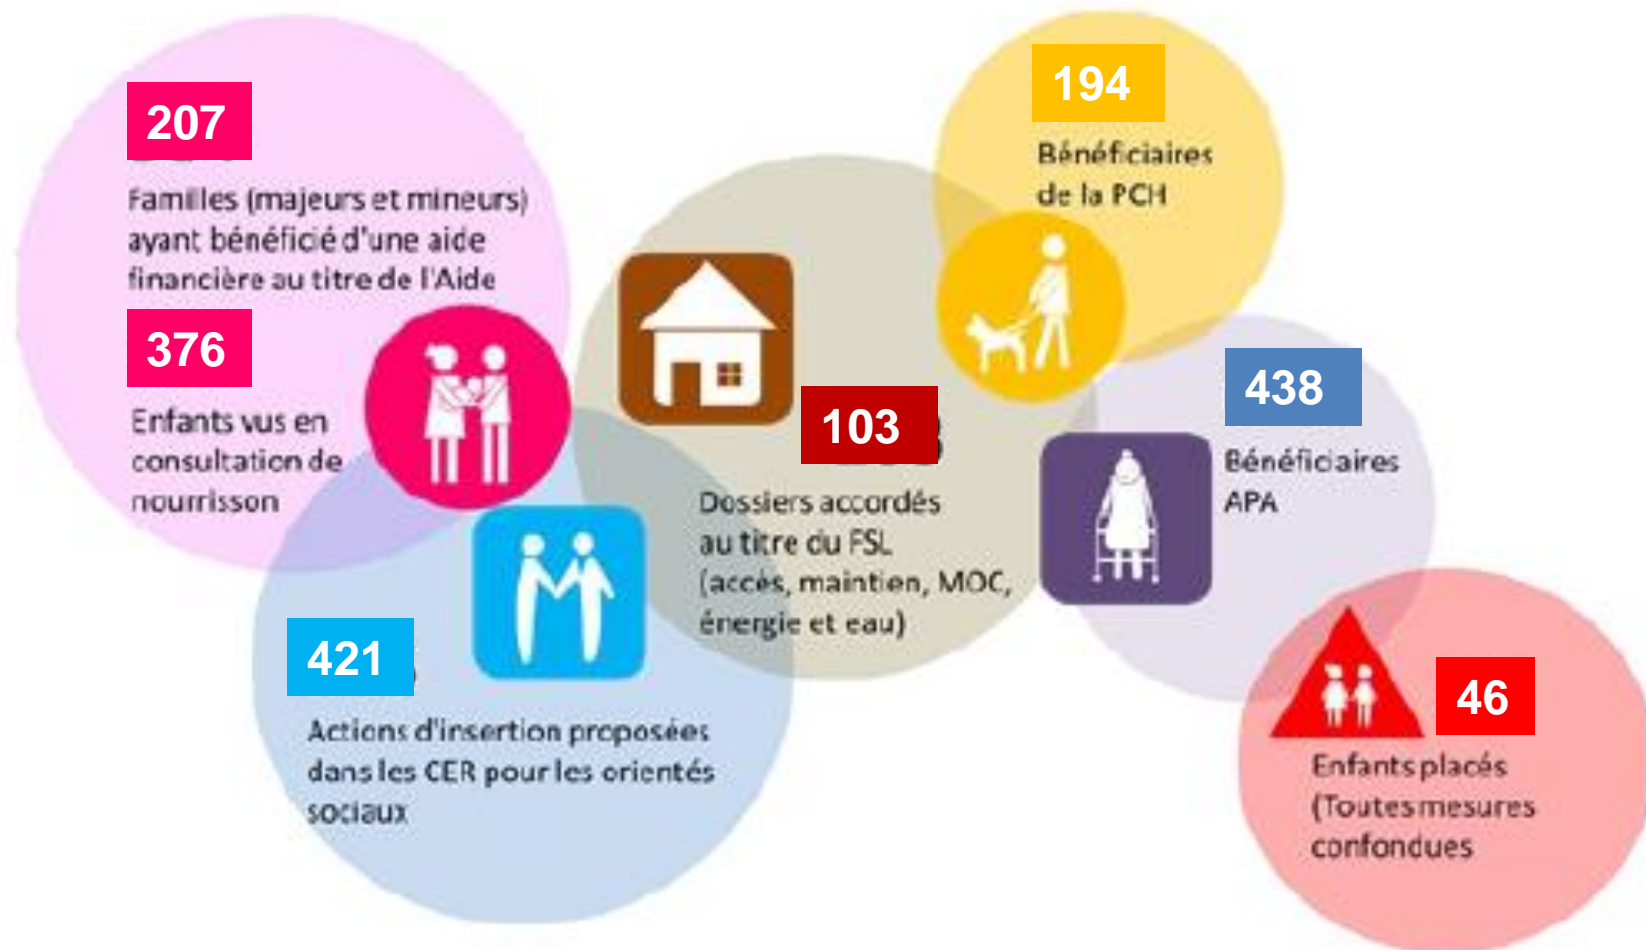 207
Familles (majeurs et mineurs)
ayant bénéficié d'une aide
financière au titre de l'Aide
376
Enfants vus en
consultation de
nourrisson
421
Actions d'insertion proposées
dans les CER pour les orientés
sociaux
103
Dossiers accordés
au titre du FSL
(accès, maintien, MOC,
énergie et eau)
194
Bénéficiaires
de la PCH
438
Bénéficiaires
APA
46
Enfants placés
(Toutes mesures
confondues